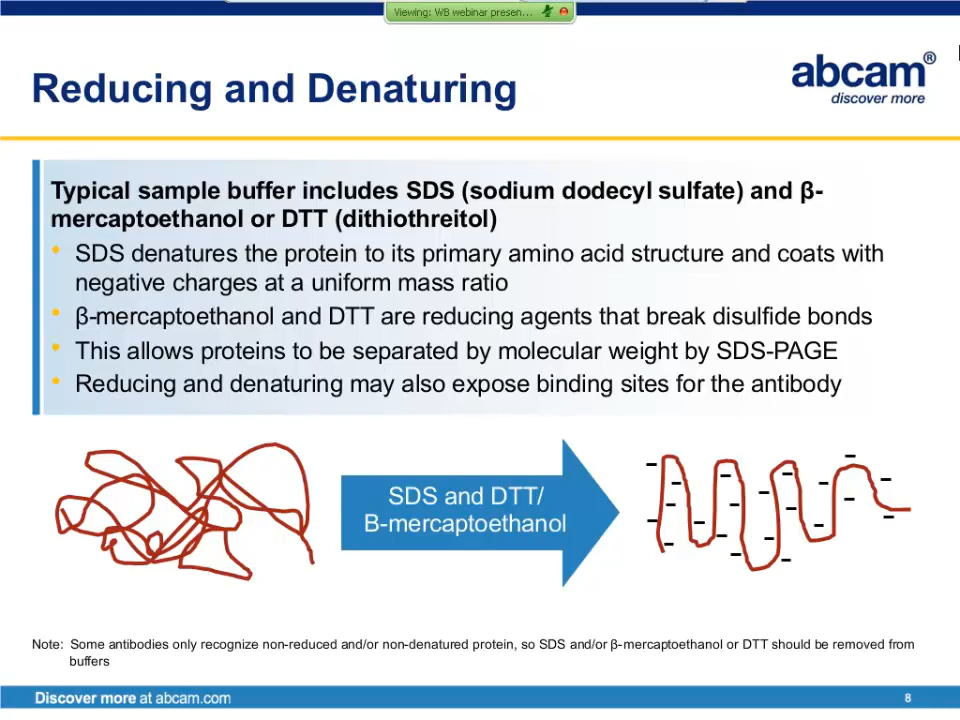 Viewing: WB webinar presen...
Reducing and Denaturing
abcam®
discover more
Typical sample buffer includes SDS (sodium dodecyl sulfate) and β-
mercaptoethanol or DTT (dithiothreitol)
• SDS denatures the protein to its primary amino acid structure and coats with
negative charges at a uniform mass ratio
• β-mercaptoethanol and DTT are reducing agents that break disulfide bonds
• This allows proteins to be separated by molecular weight by SDS-PAGE
• Reducing and denaturing may also expose binding sites for the antibody
SDS and DTT/
B-mercaptoethanol
Note: Some antibodies only recognize non-reduced and/or non-denatured protein, so SDS and/or β-mercaptoethanol or DTT should be removed from
buffers
Discover more at abcam.com
8